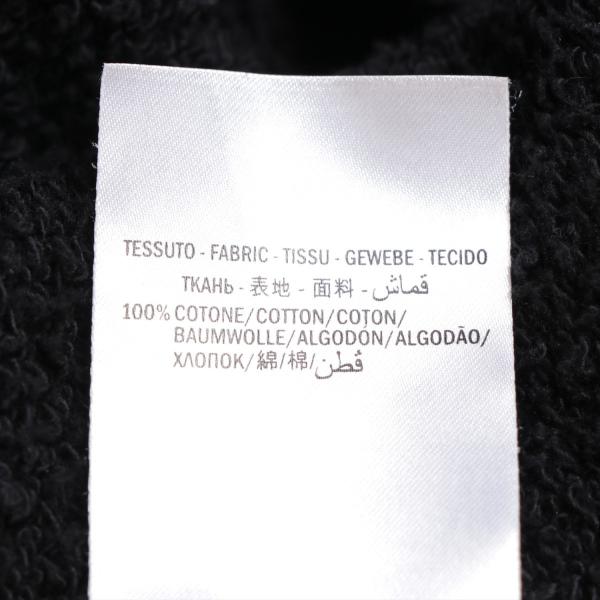 TESSUTO - FABRIC - TISSU - GEWEBE - TECIDO
ТКАНЬ - 表地 - 面料 - قماش
100% COTONE/COTTON/COTON/
BAUMWOLLE/ALGODÓN/ALGODÃO/
ХЛОПОК/綿/棉/قُطن